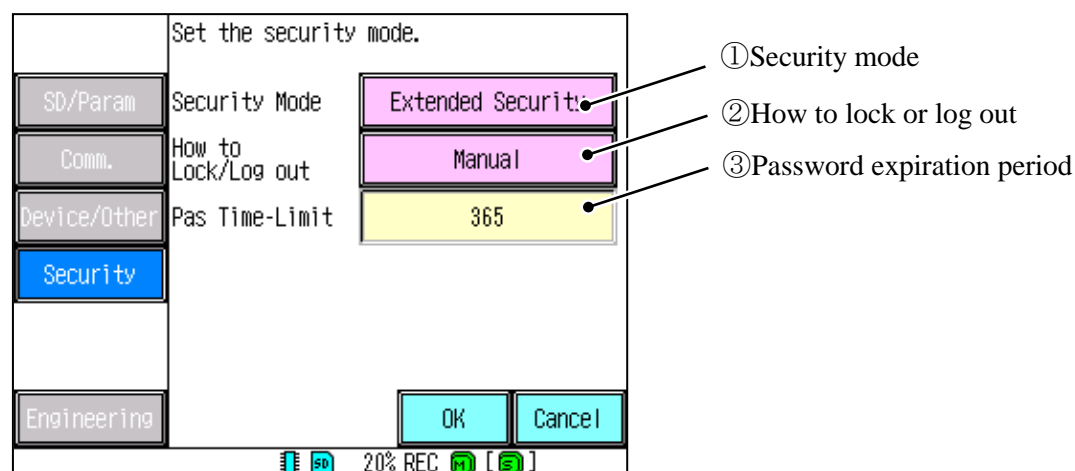 Set the security mode.
SD/Param
Security Mode
Extended Security
①Security mode
Comm.
How to
Lock/Log out
Manual
②How to lock or log out
Device/Other
Pas Time-Limit
365
③Password expiration period
Security
Engineering
OK
Cancel
SD 20% REC M [S]